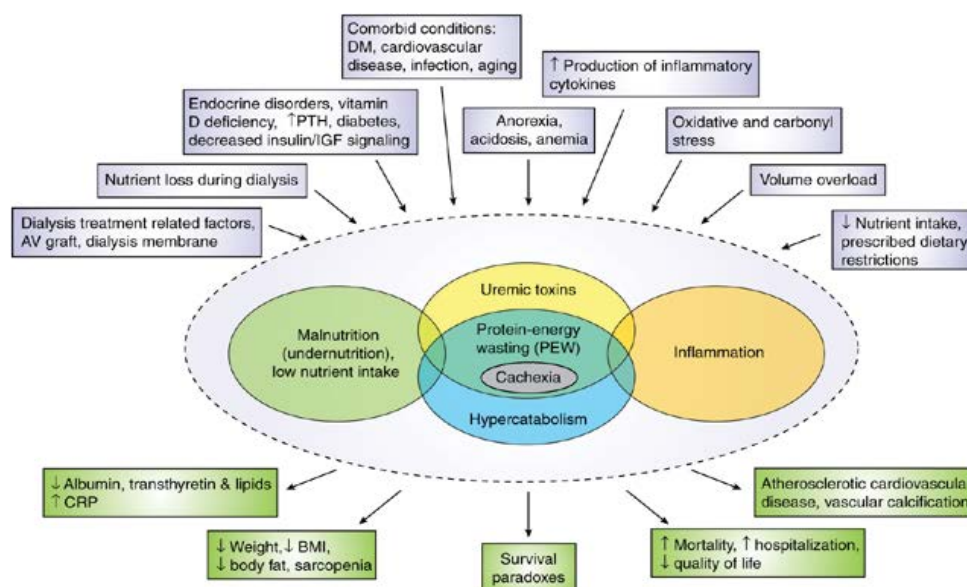 Comorbid conditions:
DM, cardiovascular
disease, infection, aging
↑ Production of inflammatory
cytokines
Endocrine disorders, vitamin
D deficiency, ↑PTH, diabetes,
decreased insulin/IGF signaling
Anorexia,
acidosis, anemia
Oxidative and carbonyl
stress
Nutrient loss during dialysis
Volume overload
Dialysis treatment related factors,
AV graft, dialysis membrane
↓ Nutrient intake,
prescribed dietary
restrictions
Uremic toxins
Malnutrition
(undernutrition),
low nutrient intake
Protein-energy
wasting (PEW)
Inflammation
Cachexia
Hypercatabolism
↓ Albumin, transthyretin & lipids
↑ CRP
Atherosclerotic cardiovascular
disease, vascular calcification
↓ Weight, ↓ BMI,
↓ body fat, sarcopenia
Survival
paradoxes
↑ Mortality, ↑ hospitalization,
↓ quality of life